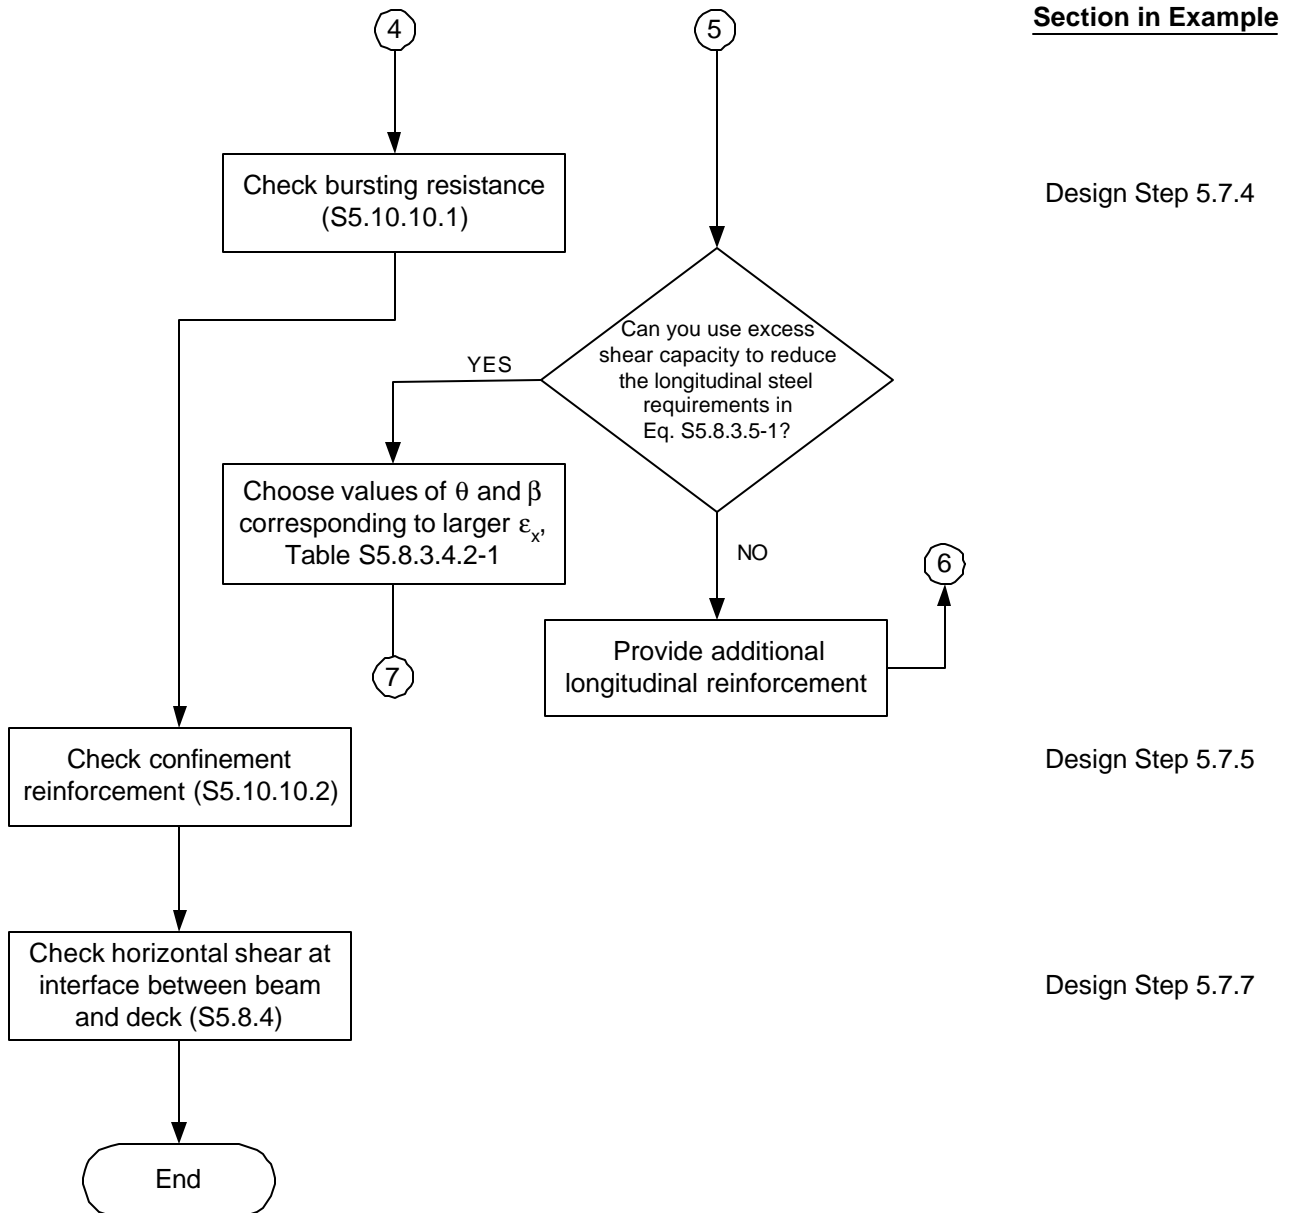 Section in Example
4
5
Check bursting resistance
(S5.10.10.1)
Design Step 5.7.4
Can you use excess
shear capacity to reduce
the longitudinal steel
requirements in
Eq. S5.8.3.5-1?
YES
Choose values of θ and β
corresponding to larger εx,
Table S5.8.3.4.2-1
NO
6
Provide additional
longitudinal reinforcement
7
Check confinement
reinforcement (S5.10.10.2)
Design Step 5.7.5
Check horizontal shear at
interface between beam
and deck (S5.8.4)
Design Step 5.7.7
End